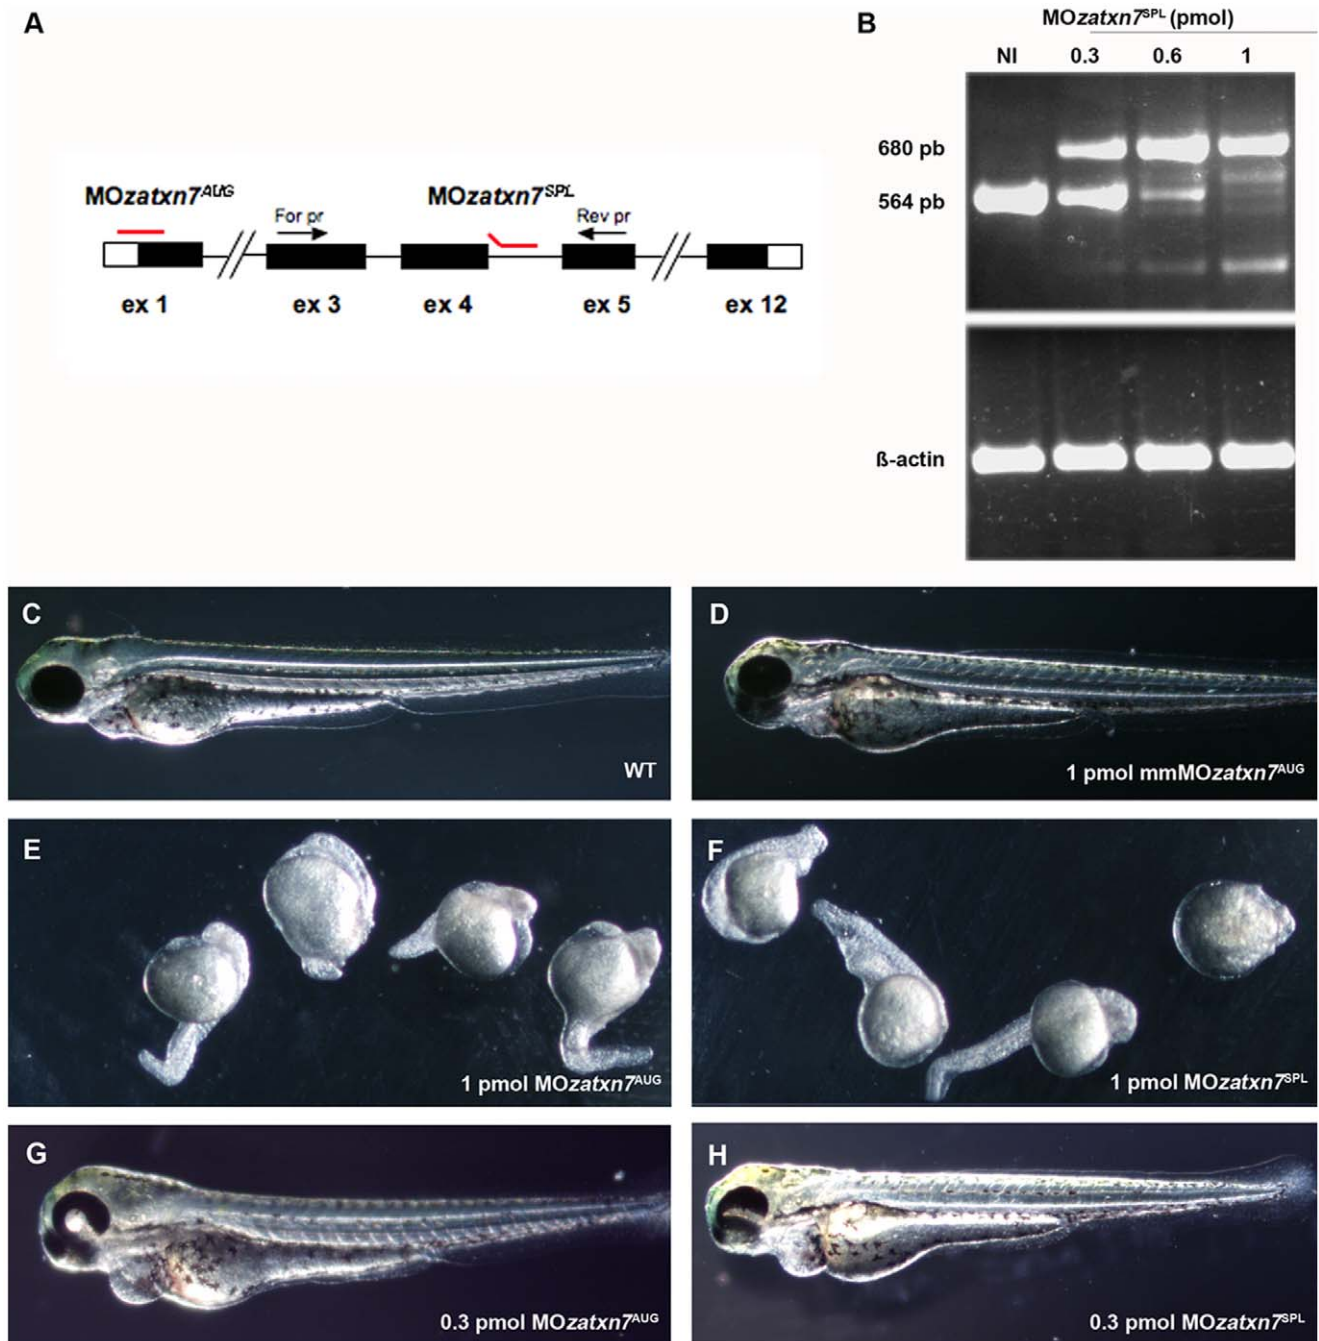 A
MOzatxn7AUG
MOzatxn7SPL
For pr
Rev pr
ex 1
ex 3
ex 4
ex 5
ex 12
B
MOzatxn7SPL (pmol)
NI 0.3 0.6 1
680 pb
564 pb
ß-actin
C
WT
D
1 pmol mmMOzatxn7AUG
E
1 pmol MOzatxn7AUG
F
1 pmol MOzatxn7SPL
G
0.3 pmol MOzatxn7AUG
H
0.3 pmol MOzatxn7SPL